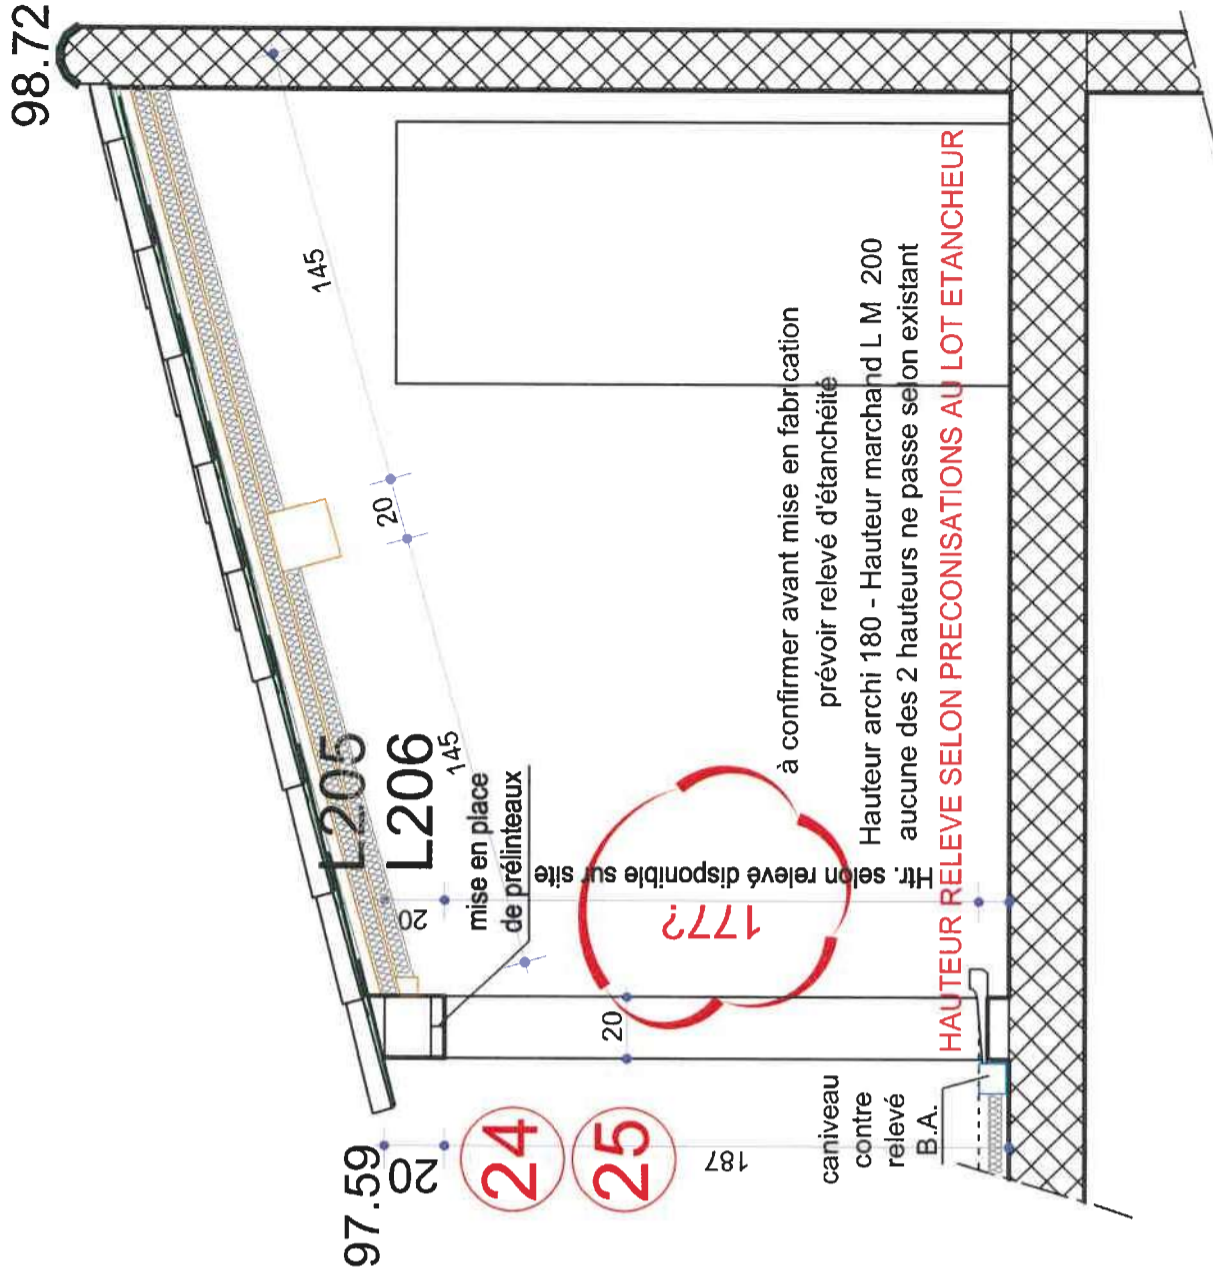 98.72
145
20
145
L205
L206
20
mise en place
de prélinteaux
à confirmer avant mise en fabrication
prévoir relevé d'étanchéité
Hauteur archi 180 - Hauteur marchand L M 200
aucune des 2 hauteurs ne passe selon existant
HAUTEUR RELEVE SELON PRECONISATIONS AU LOT ETANCHEUR
Htr. selon relevé disponible sur site
177?
20
97.59
20
24
25
187
caniveau
contre
relevé
B.A.